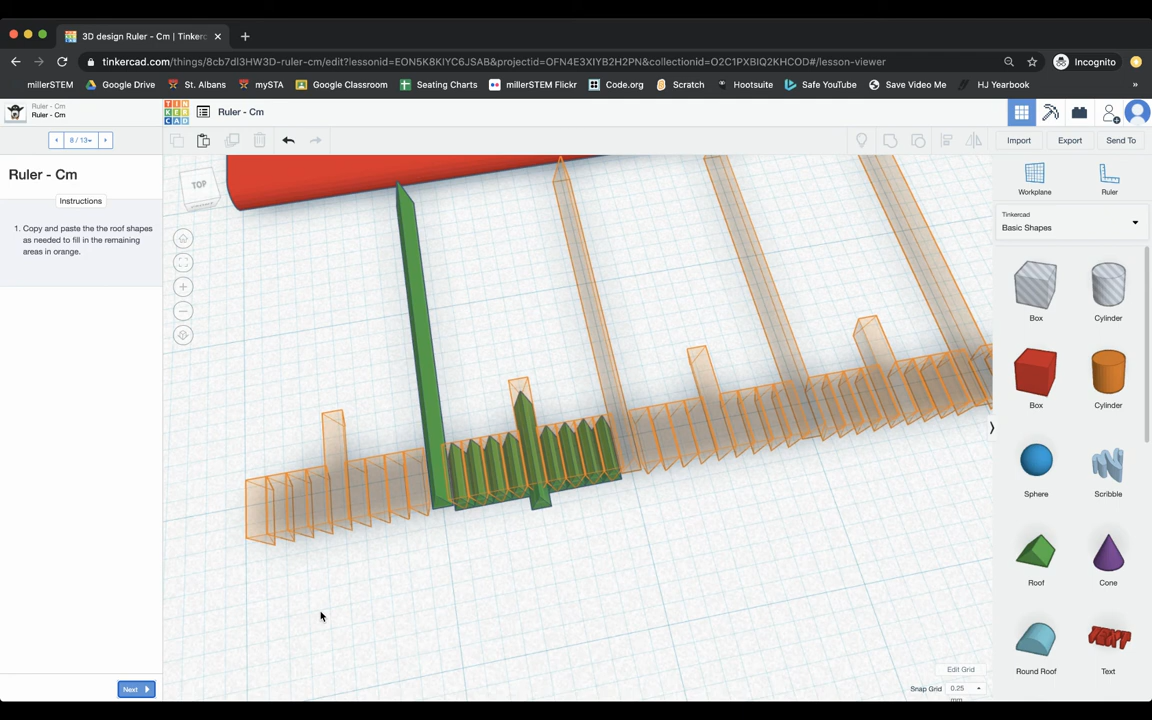 3D design Ruler - Cm | Tinkerc
tinkercad.com/things/8cb7dl3HW3D-ruler-cm/edit?lessonid=EON5K8KIYC6JSAB&projectid=OFN4E3XIYB2H2PN&collectionid=O2C1PXBIQ2KHCOD#/lesson-viewer
Incognito
millerSTEM
Google Drive
St. Albans
mySTA
Google Classroom
Seating Charts
millerSTEM Flickr
Code.org
Scratch
Hootsuite
Safe YouTube
Save Video Me
HJ Yearbook
»
Ruler - Cm
Ruler - Cm
TIN
KER
CAD
Ruler - Cm
8 / 13
Import
Export
Send To
Ruler - Cm
Instructions
1. Copy and paste the the roof shapes
as needed to fill in the remaining
areas in orange.
Next
TOP
Workplane
Ruler
Tinkercad
Basic Shapes
Box
Cylinder
Box
Cylinder
Sphere
Scribble
Roof
Cone
TEXT
Round Roof
Text
Edit Grid
Snap Grid
0.25
mm